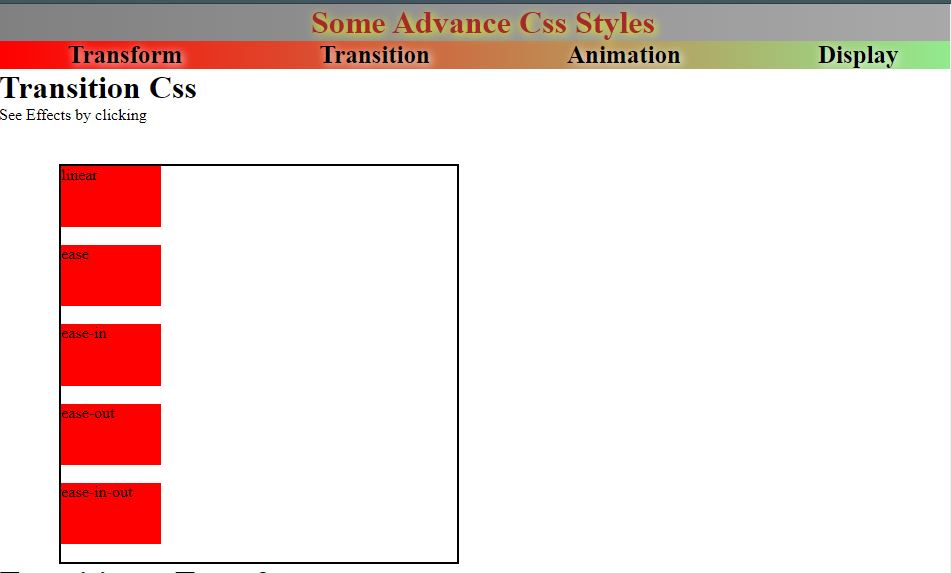 Some Advance Css Styles
Transform Transition Animation Display
Transition Css
See Effects by clicking
linear
ease
ease-in
ease-out
ease-in-out